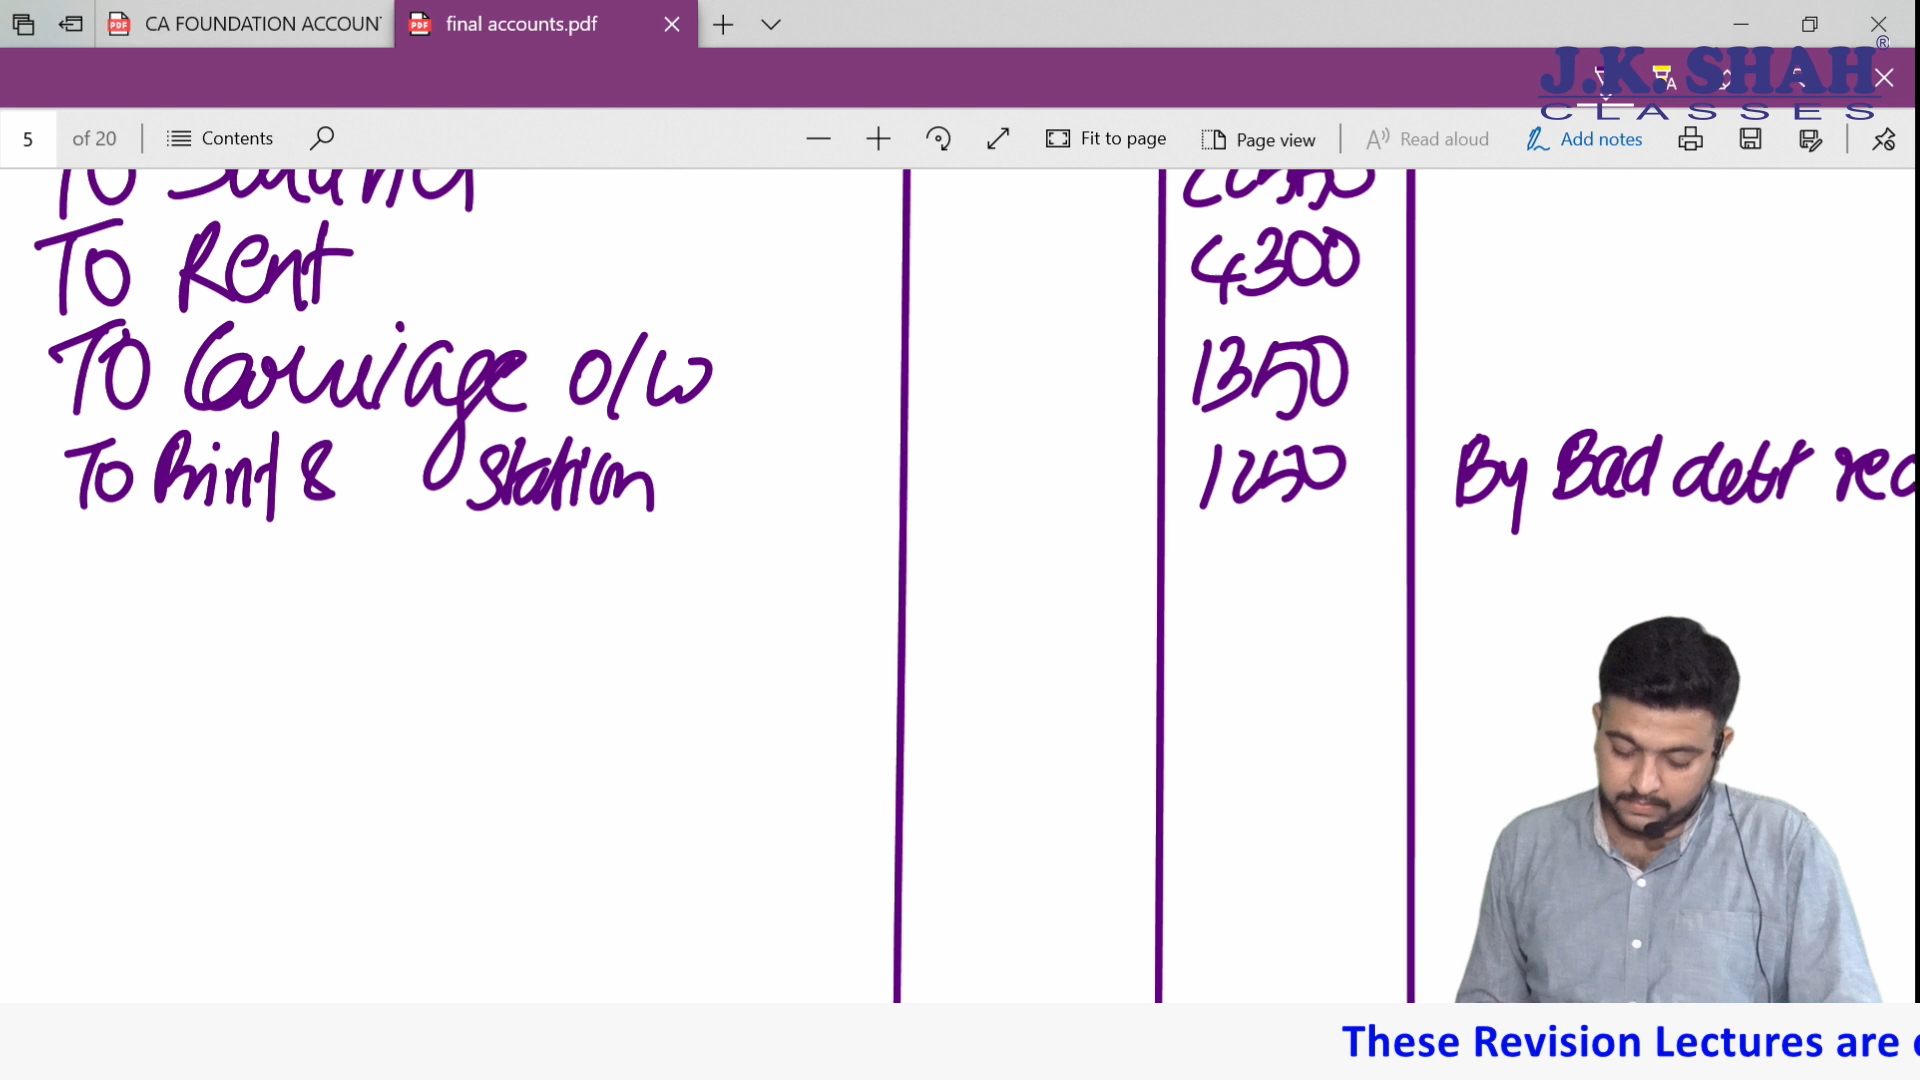 CA FOUNDATION ACCOUN
final accounts.pdf
J.K. SHAH ®
CLASSES
5 of 20 Contents Fit to page Page view Read aloud Add notes
To
To Rent 4300
To Carriage o/w 1350
To Print & Station By Bad debt rec
These Revision Lectures are